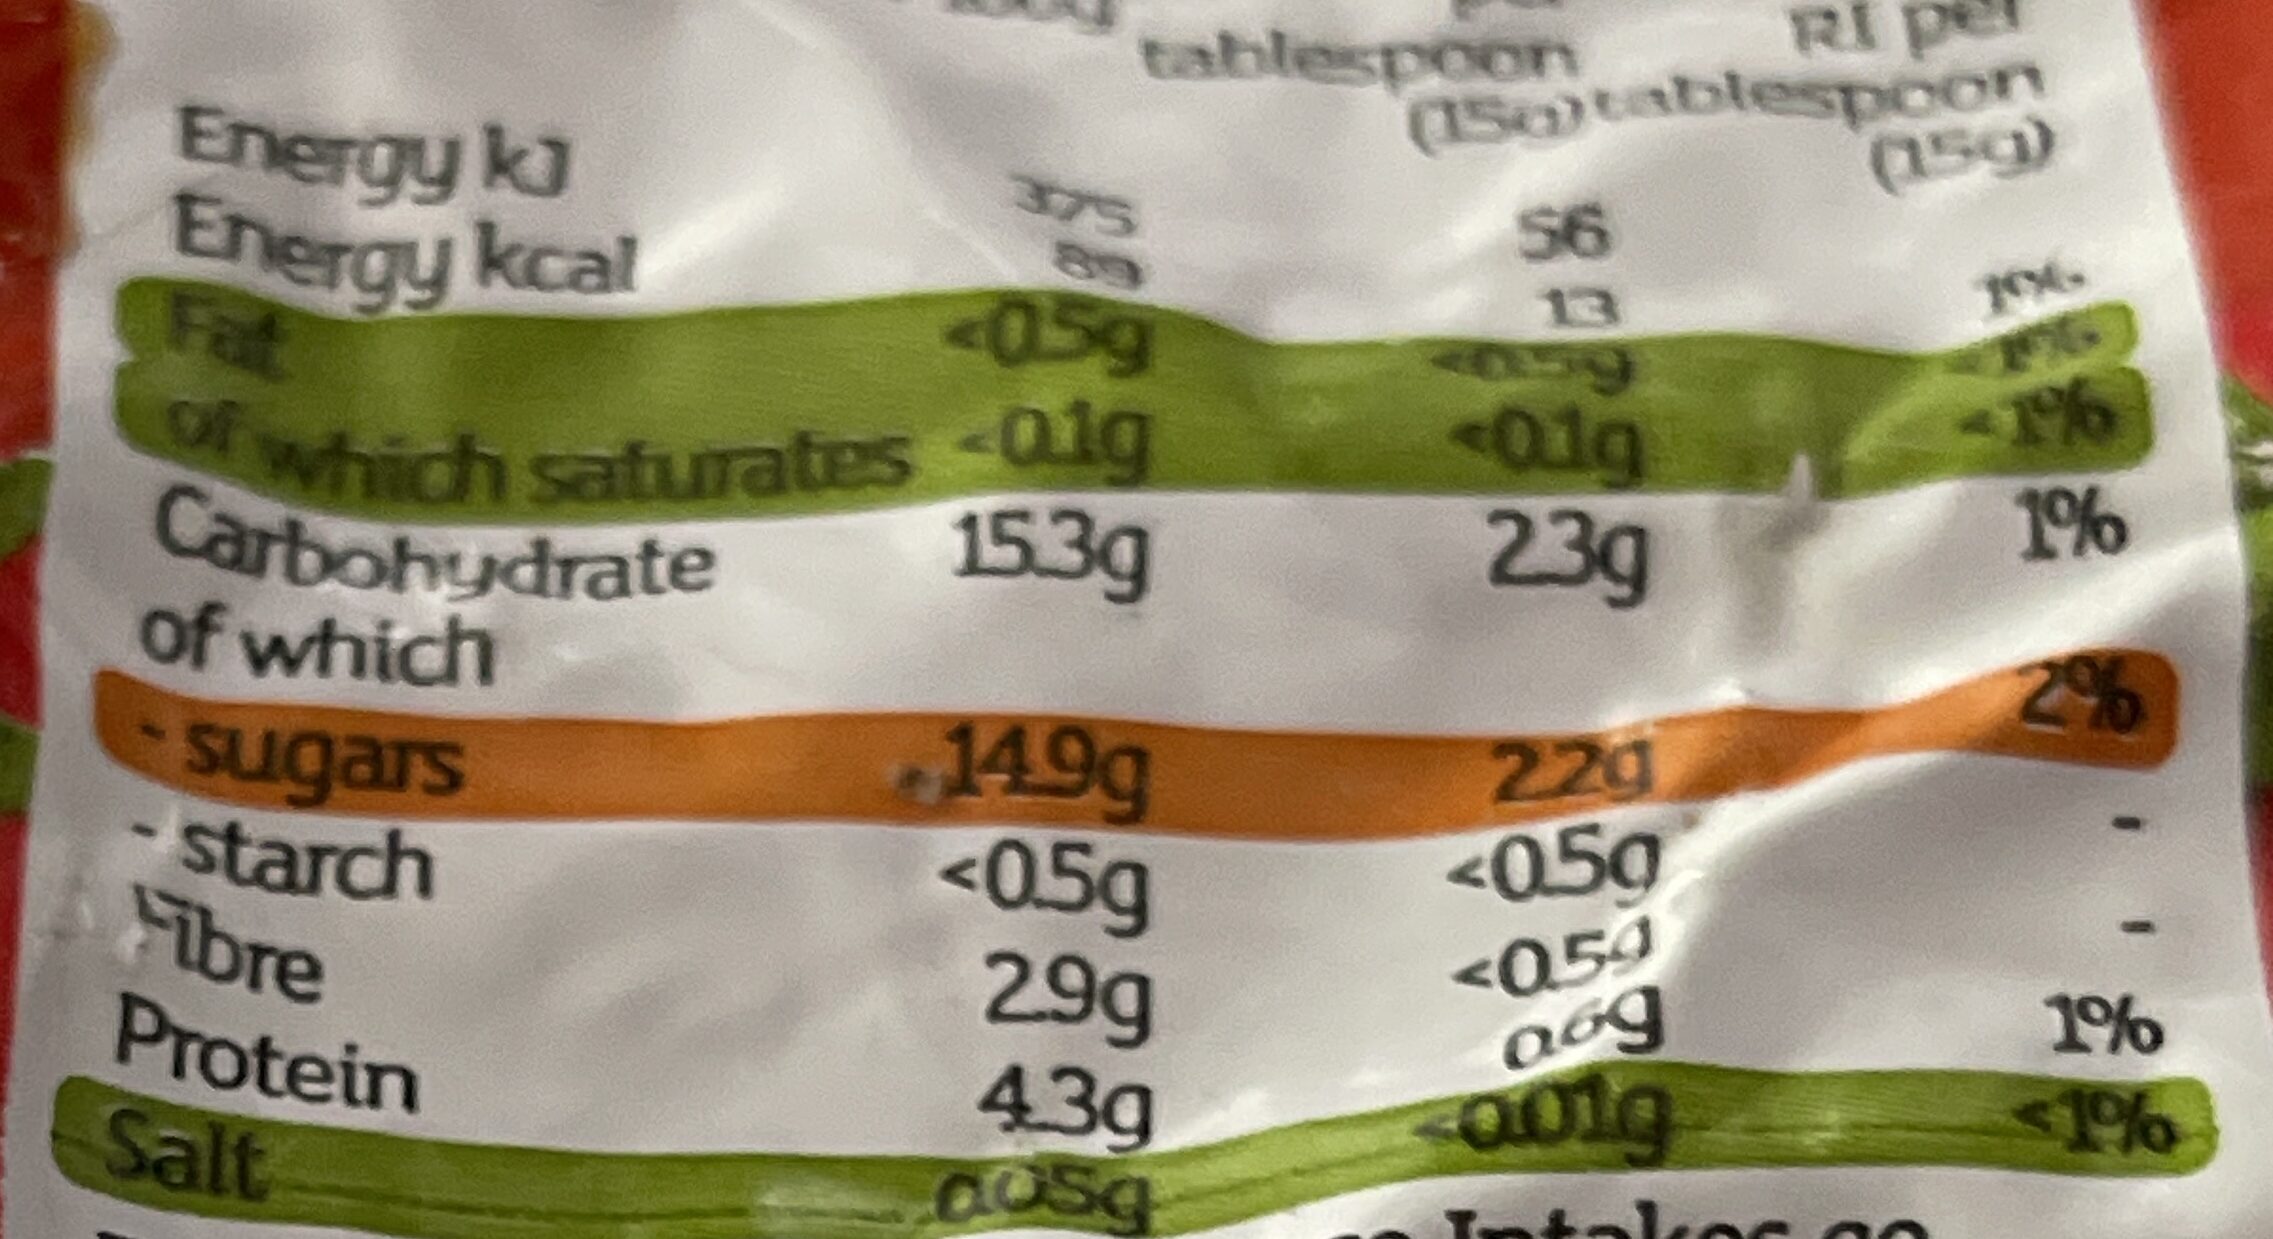 100g tablespoon RI per
(15g) tablespoon
(15g)
Energy kJ 375 56
Energy kcal 89 13 1%
Fat <0.5g <0.5g <1%
of which saturates <0.1g <0.1g <1%
Carbohydrate 15.3g 2.3g 1%
of which
- sugars 14.9g 2.2g 2%
- starch <0.5g <0.5g -
Fibre 2.9g <0.5g -
Protein 4.3g 0.6g 1%
Salt 0.05g <0.01g <1%
Intakes